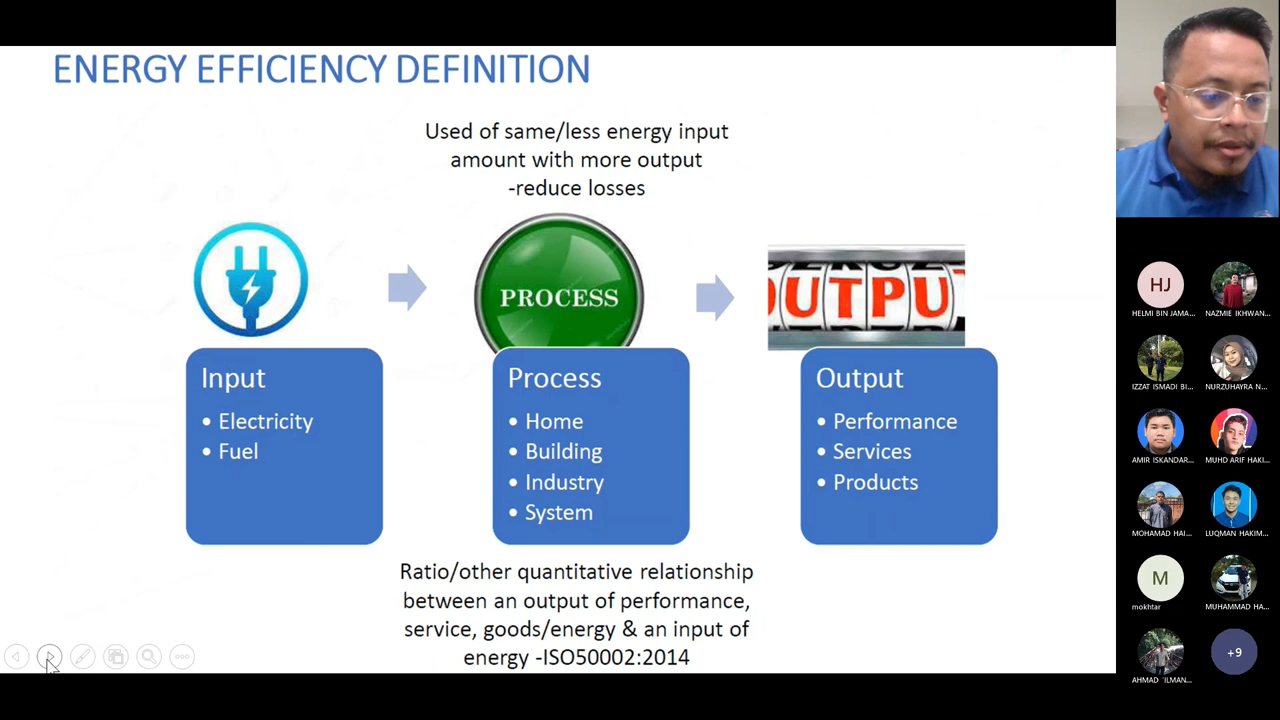 ENERGY EFFICIENCY DEFINITION
Used of same/less energy input
amount with more output
-reduce losses
PROCESS
OUTPU
Input
• Electricity
• Fuel
Process
• Home
• Building
• Industry
• System
Output
• Performance
• Services
• Products
Ratio/other quantitative relationship
between an output of performance,
service, goods/energy & an input of
energy -ISO50002:2014
HJ
HELMI BIN JAMA...
NAZMIE IKHWAN...
IZZAT ISMADI BI...
NURZUHAYRA N...
AMIR ISKANDAR...
MUHD ARIF HAKI...
MOHAMAD HAI...
LUQMAN HAKIM...
M
mokhtar
MUHAMMAD HA...
AHMAD 'ILMAN...
+9